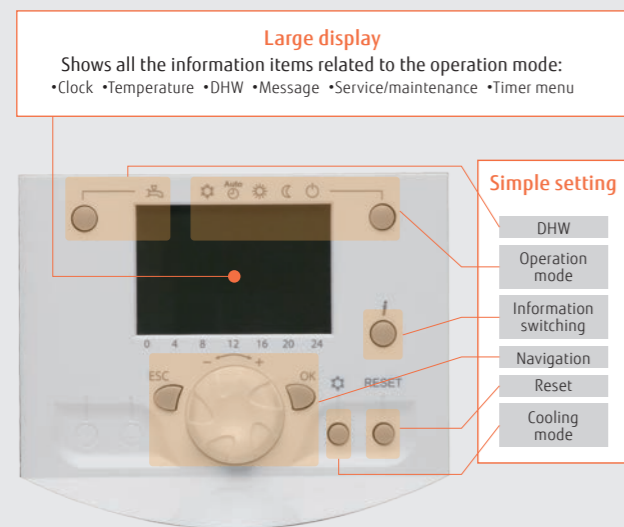 Large display
Shows all the information items related to the operation mode:
•Clock •Temperature •DHW •Message •Service/maintenance •Timer menu
Simple setting
Auto
DHW
Operation
mode
i
Information
switching
0 4 8 12 16 20 24
- +
ESC OK
Navigation
RESET
Reset
Cooling
mode